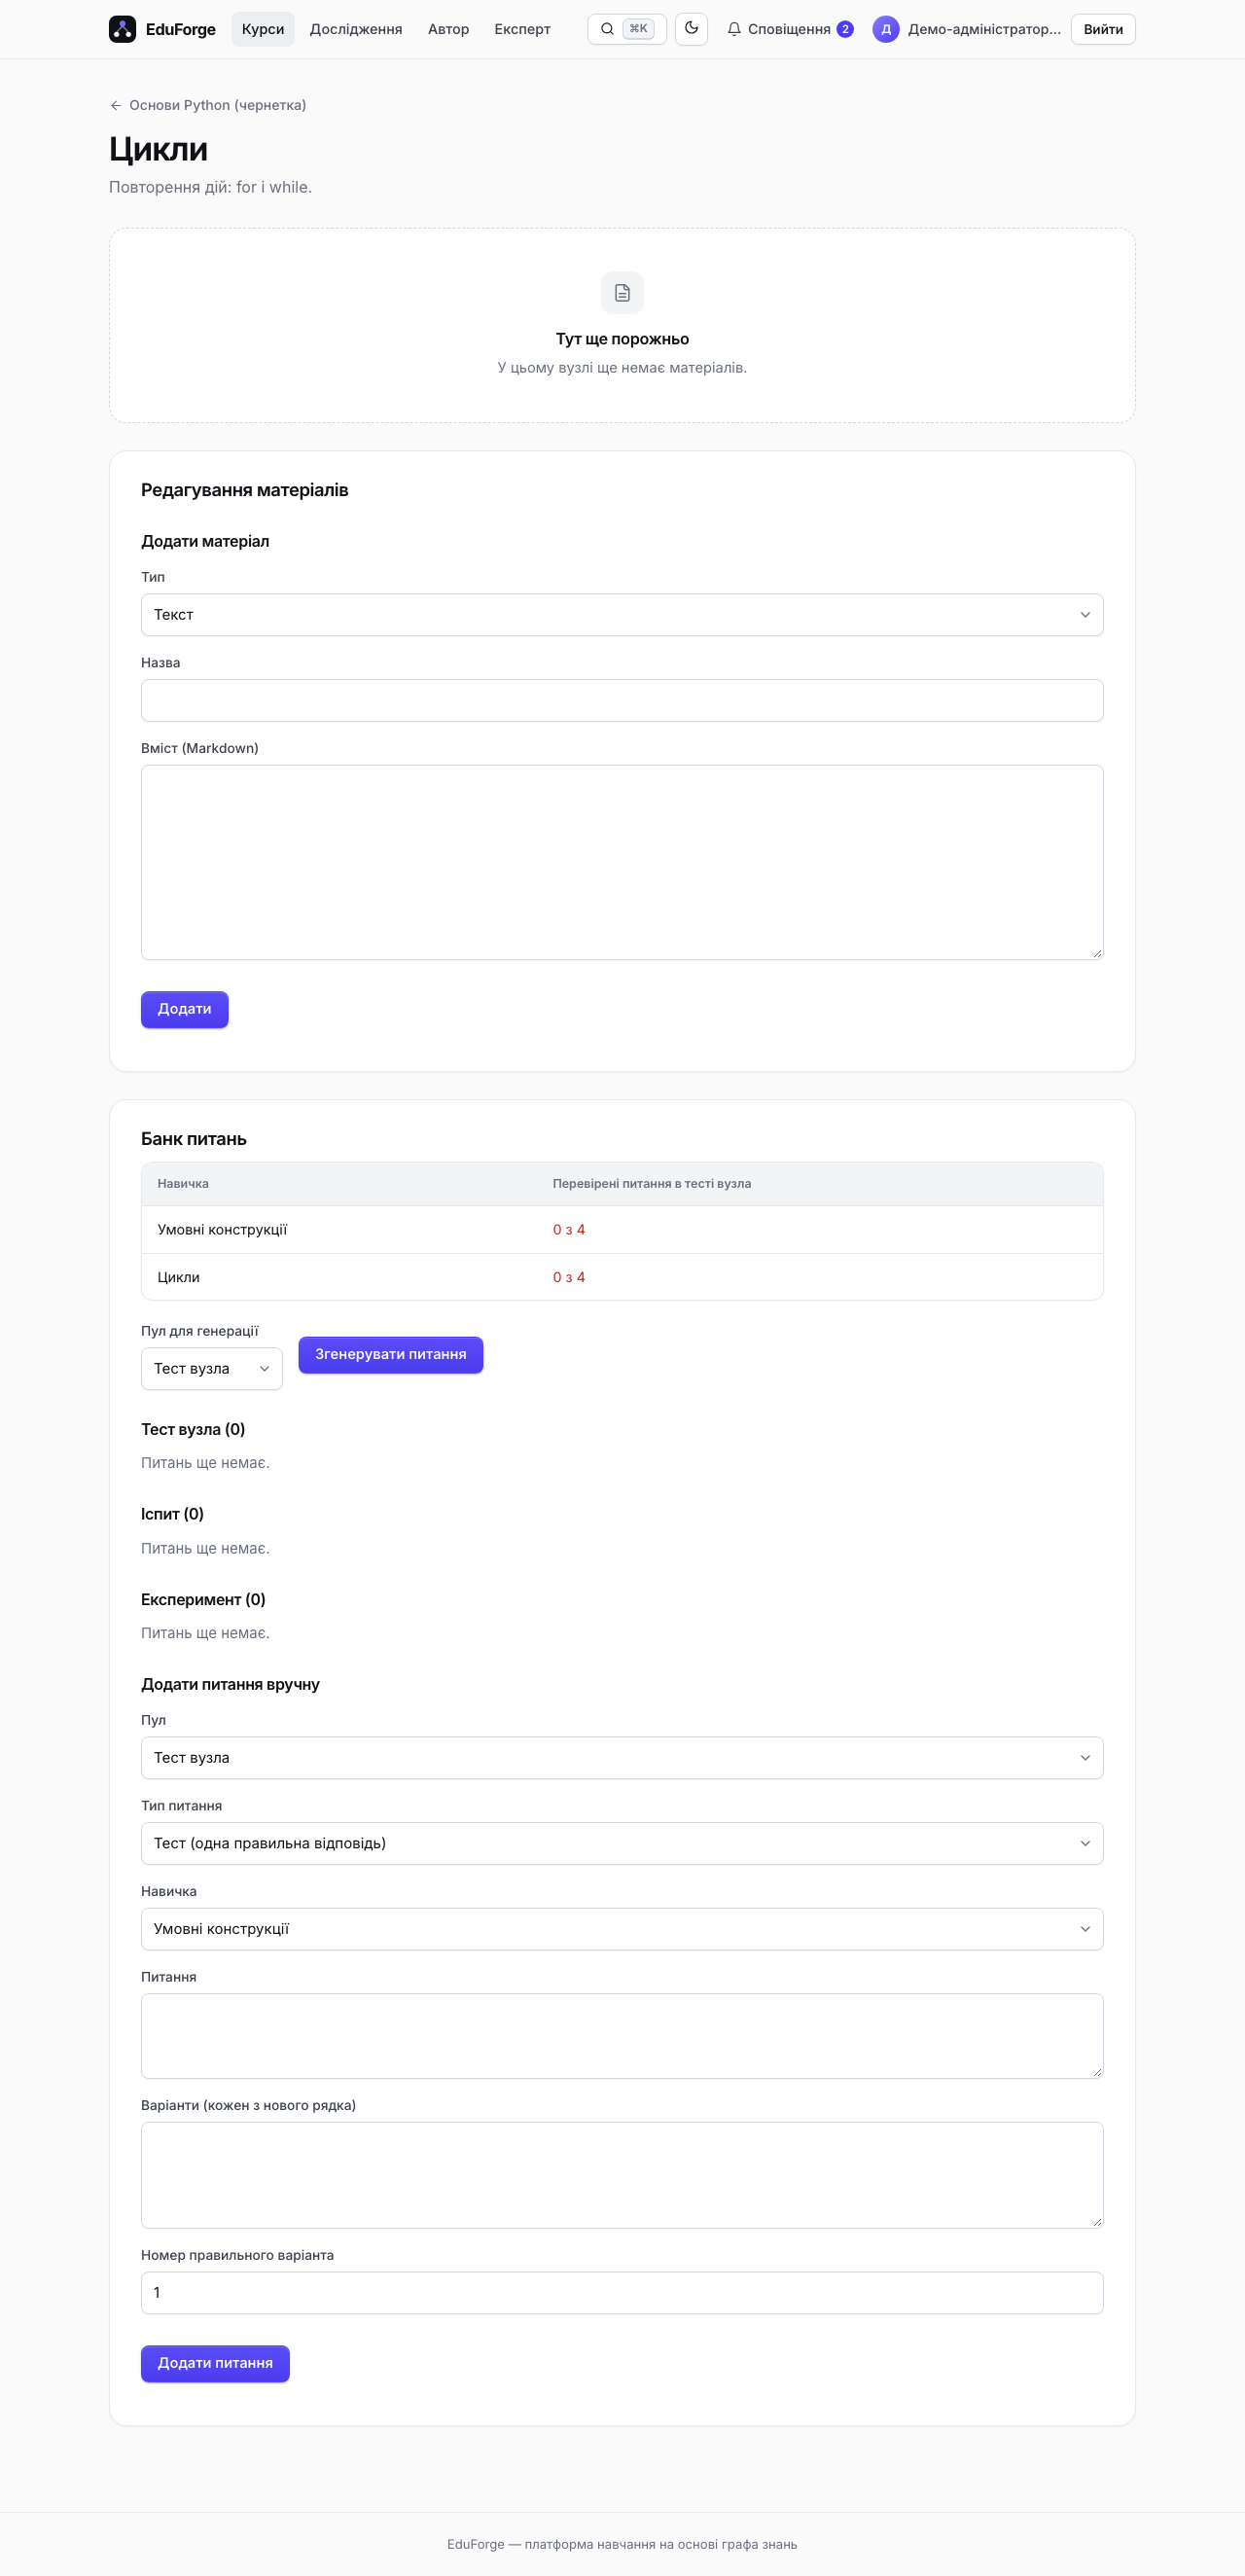 EduForge
Курси
Дослідження
Автор
Експерт
⌘K
Сповіщення 2
Д
Демо-адміністратор...
Вийти
← Основи Python (чернетка)
Цикли
Повторення дій: for і while.
Тут ще порожньо
У цьому вузлі ще немає матеріалів.
Редагування матеріалів
Додати матеріал
Тип
Текст
Назва
Вміст (Markdown)
Додати
Банк питань
Навичка Перевірені питання в тесті вузла
Умовні конструкції 0 з 4
Цикли 0 з 4
Пул для генерації
Тест вузла
Згенерувати питання
Тест вузла (0)
Питань ще немає.
Іспит (0)
Питань ще немає.
Експеримент (0)
Питань ще немає.
Додати питання вручну
Пул
Тест вузла
Тип питання
Тест (одна правильна відповідь)
Навичка
Умовні конструкції
Питання
Варіанти (кожен з нового рядка)
Номер правильного варіанта
1
Додати питання
EduForge — платформа навчання на основі графа знань